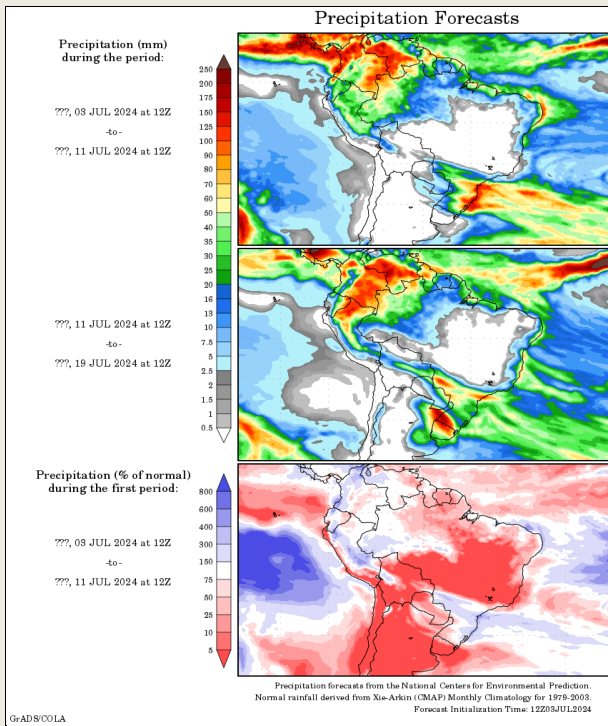 Precipitation Forecasts
Precipitation (mm)
during the period:
???, 03 JUL 2024 at 12Z
-to-
???, 11 JUL 2024 at 12Z
250
200
175
150
125
100
90
80
70
60
50
40
35
30
25
20
16
13
10
7.5
5
2.5
2
1.5
1
0.5
???, 11 JUL 2024 at 12Z
-to-
???, 19 JUL 2024 at 12Z
Precipitation (% of normal)
during the first period:
???, 03 JUL 2024 at 12Z
-to-
???, 11 JUL 2024 at 12Z
800
600
400
300
150
75
50
25
10
5
Precipitation forecasts from the National Centers for Environmental Prediction.
Normal rainfall derived from Xie-Arkin (CMAP) Monthly Climatology for 1979-2003.
Forecast Initialization Time: 12Z03JUL2024
GrADS/COLA